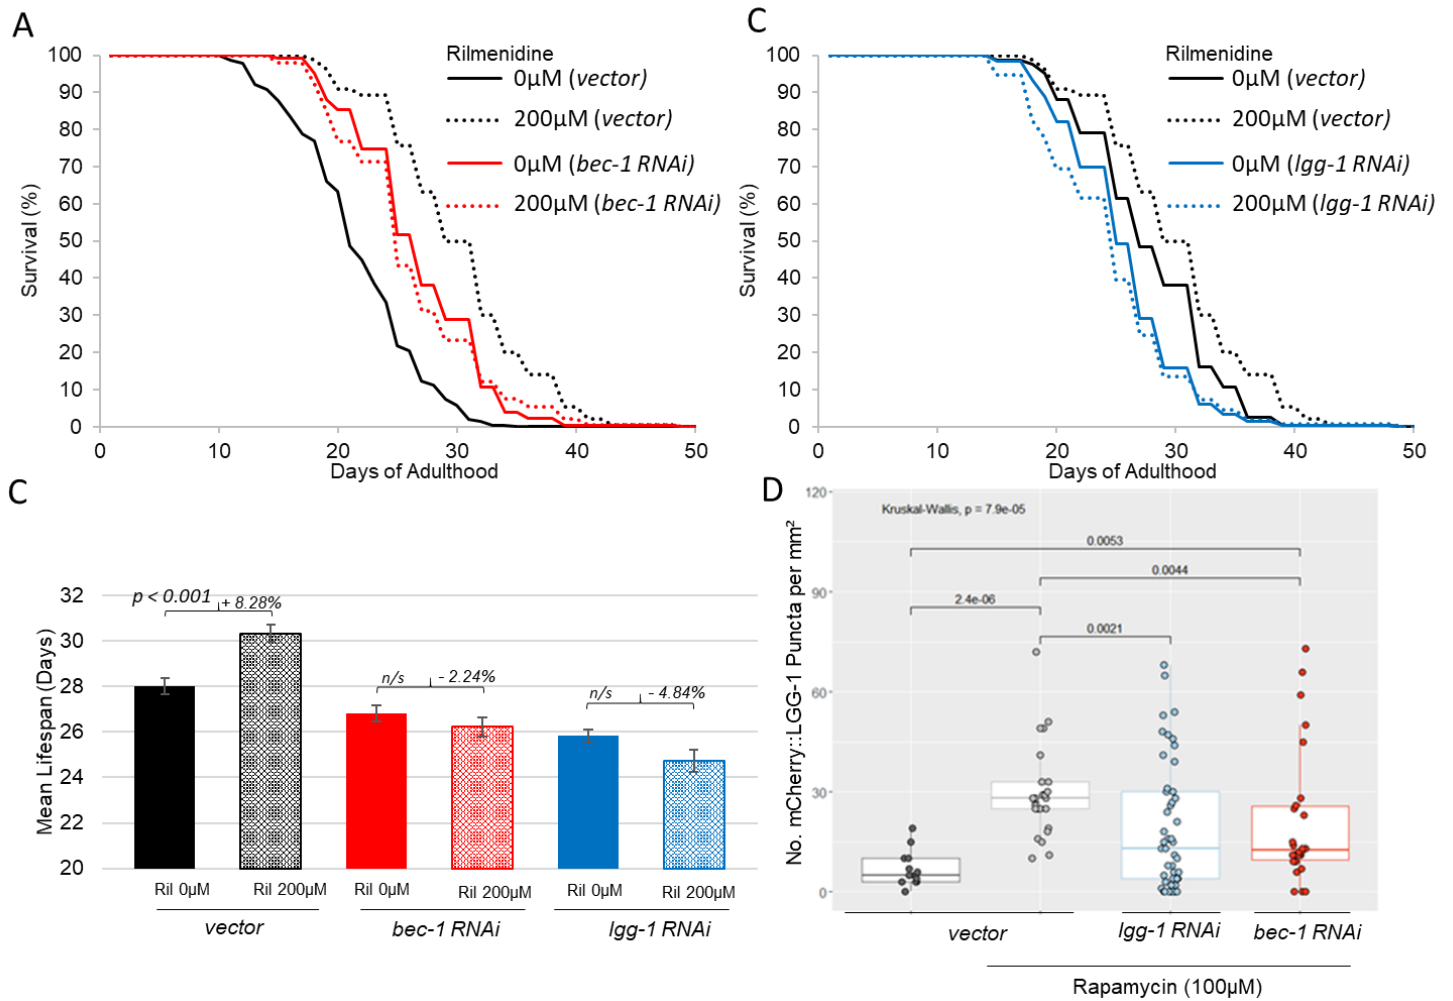 A
Rilmenidine
0µM (vector)
200µM (vector)
0µM (bec-1 RNAi)
200µM (bec-1 RNAi)
Survival (%)
100
90
80
70
60
50
40
30
20
10
0
0 10 20 30 40 50
Days of Adulthood
C
Rilmenidine
0µM (vector)
200µM (vector)
0µM (lgg-1 RNAi)
200µM (lgg-1 RNAi)
Survival (%)
100
90
80
70
60
50
40
30
20
10
0
0 10 20 30 40 50
Days of Adulthood
C
Mean Lifespan (Days)
32
30
28
26
24
22
20
p < 0.001
+ 8.28%
n/s
- 2.24%
n/s
- 4.84%
Ril 0µM Ril 200µM Ril 0µM Ril 200µM Ril 0µM Ril 200µM
vector bec-1 RNAi lgg-1 RNAi
D
No. mCherry::LGG-1 Puncta per mm²
120
90
60
30
0
Kruskal-Wallis, p = 7.9e-05
0.0053
0.0044
2.4e-06
0.0021
vector lgg-1 RNAi bec-1 RNAi
Rapamycin (100µM)